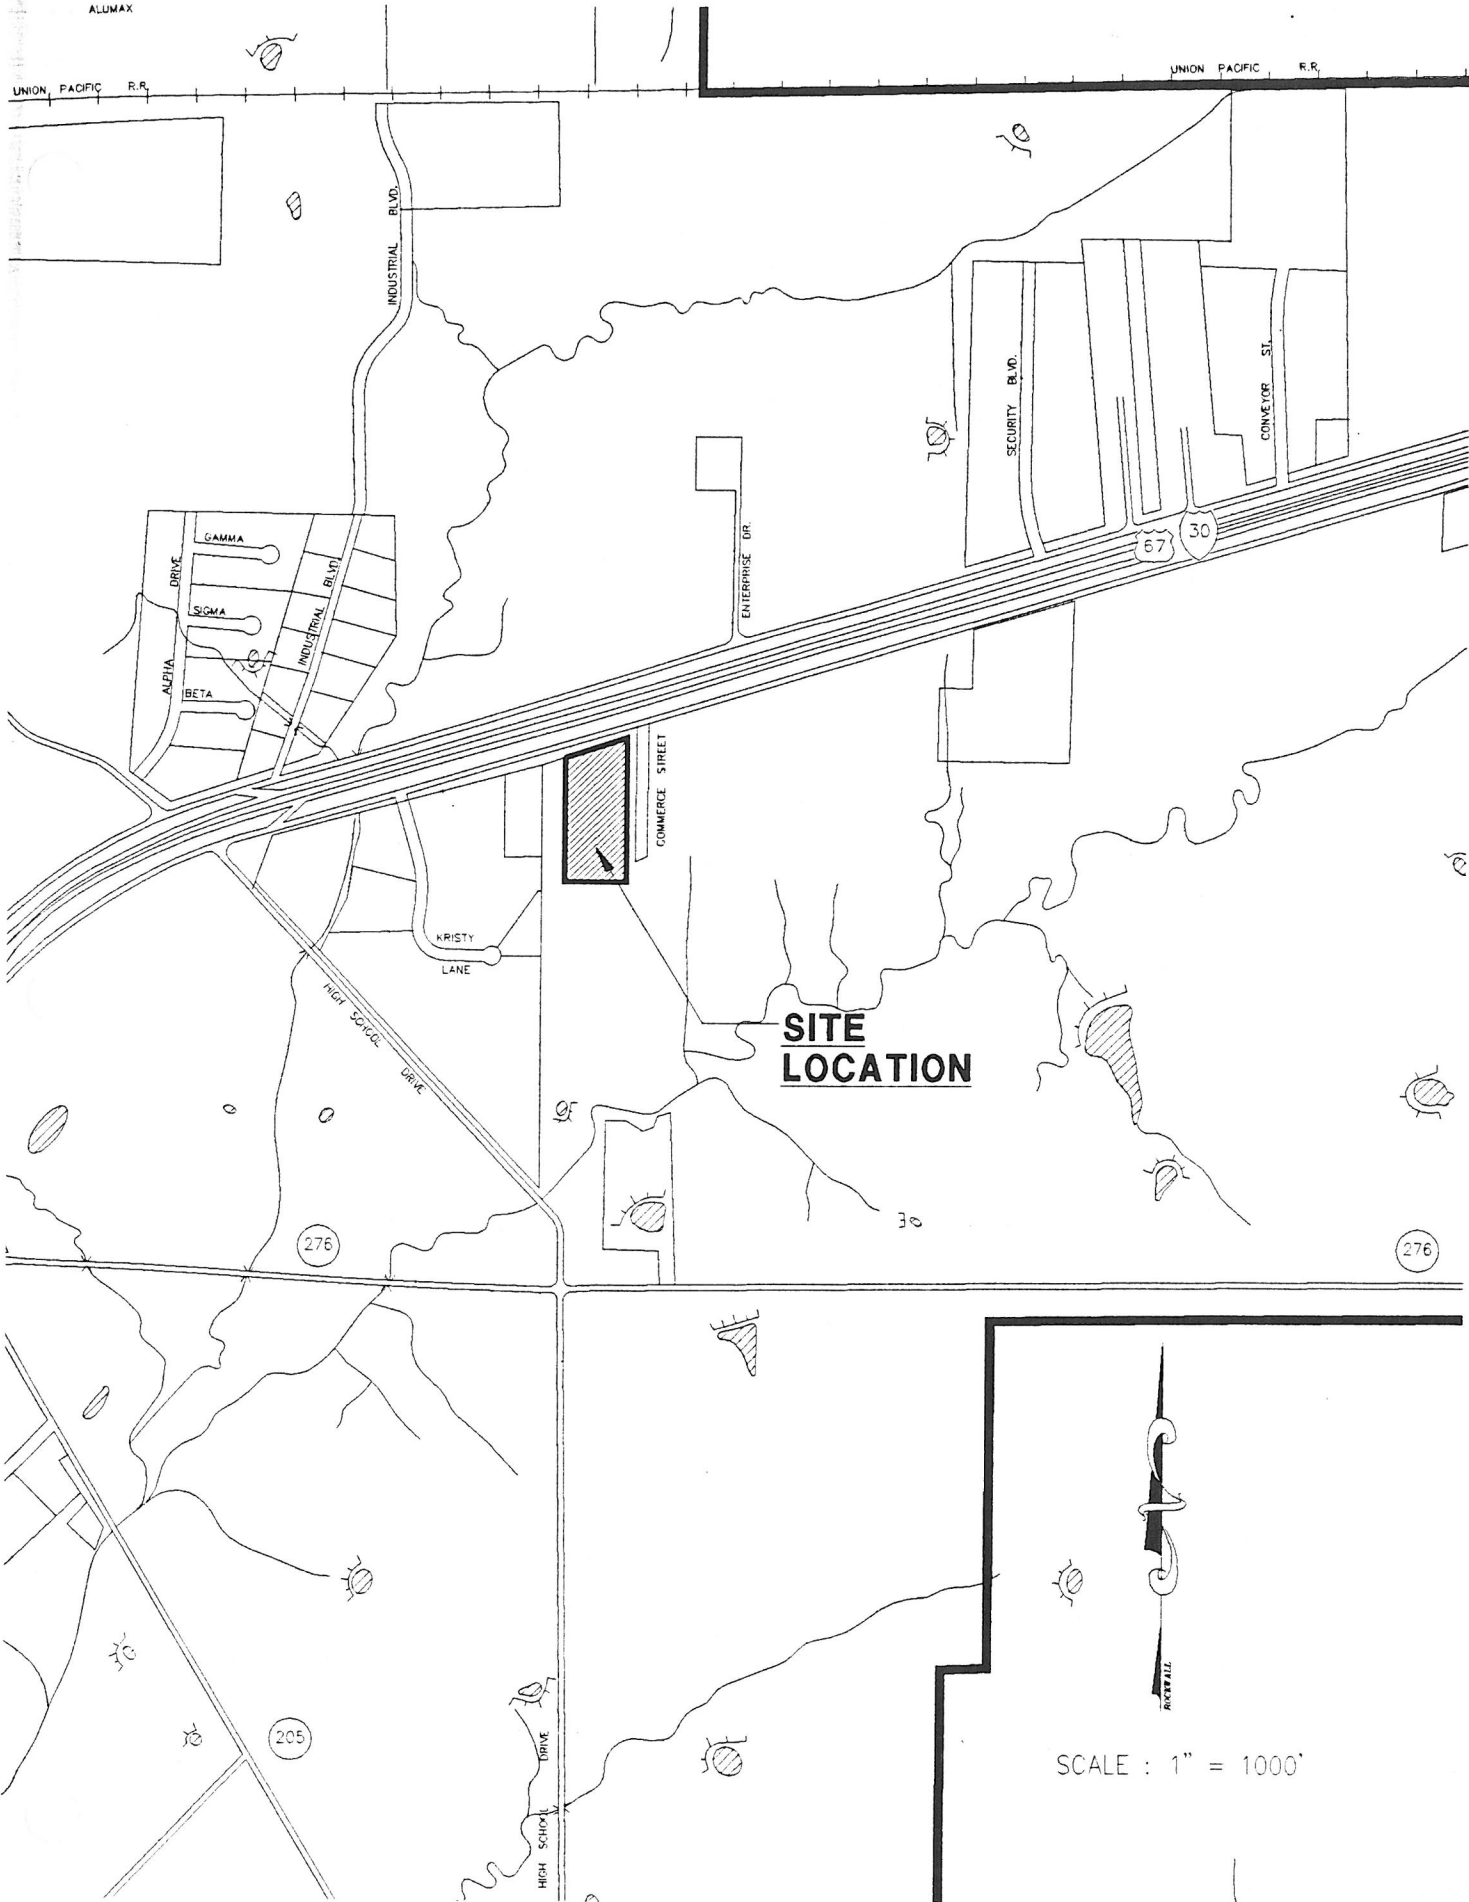 ALUMAX
UNION PACIFIC R.R.
UNION PACIFIC R.R.
INDUSTRIAL BLVD.
SECURITY BLVD.
CONVEYOR ST.
ENTERPRISE DR.
67
30
GAMMA
DRIVE
SIGMA
INDUSTRIAL BLVD.
ALPHA
BETA
COMMERCE STREET
KRISTY
LANE
HIGH SCHOOL DRIVE
SITE
LOCATION
30
276
276
ROCKWALL
205
HIGH SCHOOL DRIVE
SCALE : 1" = 1000'